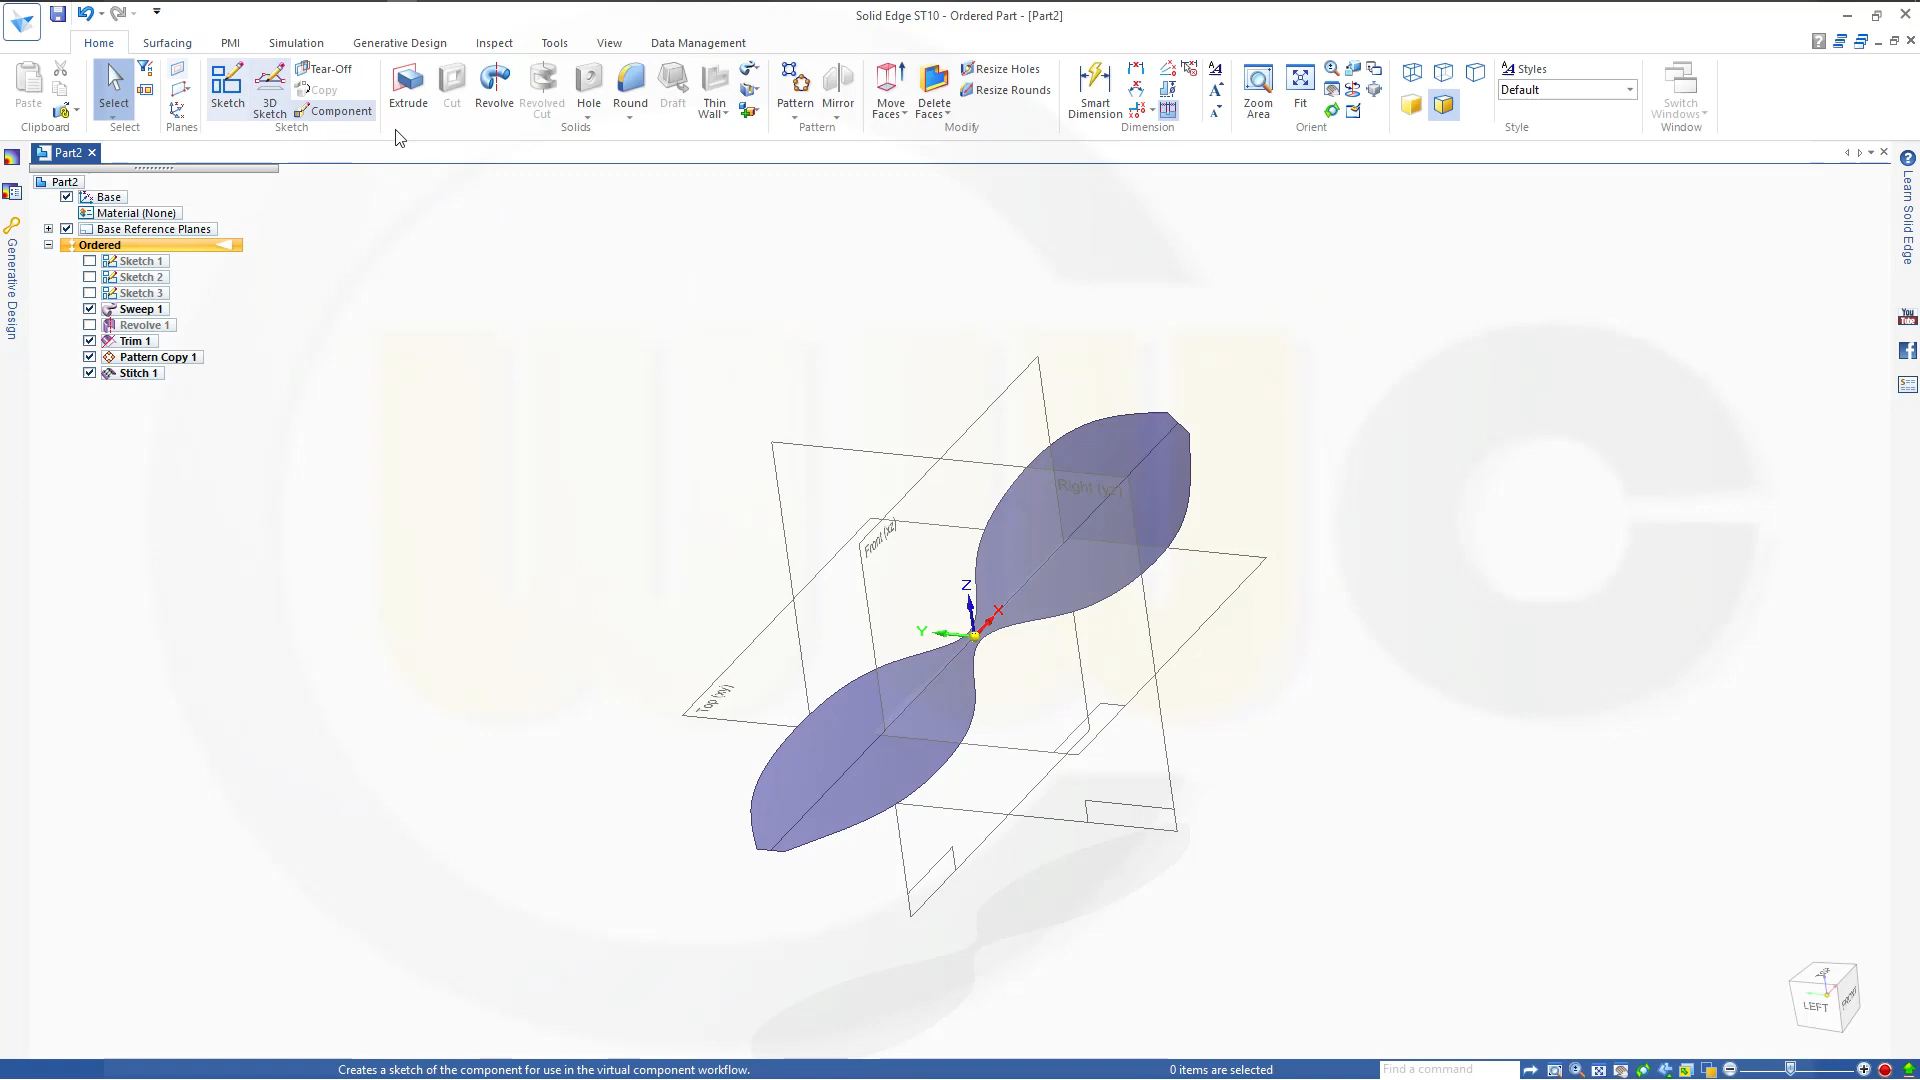 Solid Edge ST10 - Ordered Part - [Part2]
Home Surfacing PMI Simulation Generative Design Inspect Tools View Data Management
Paste
Clipboard
Select
Select
Planes
Sketch
3D Sketch
Tear-Off
Copy
Component
Sketch
Extrude
Cut
Revolve
Revolved Cut
Hole
Round
Draft
Thin Wall
Solids
Pattern
Mirror
Pattern
Move Faces
Delete Faces
Resize Holes
Resize Rounds
Modify
Smart Dimension
Dimension
Zoom Area
Fit
Orient
Styles
Default
Style
Switch Windows
Window
Part2
Part2
Base
Material (None)
Base Reference Planes
Ordered
Sketch 1
Sketch 2
Sketch 3
Sweep 1
Revolve 1
Trim 1
Pattern Copy 1
Stitch 1
Generative Design
Learn Solid Edge
You
Tube
Right (yz)
Front (xz)
Top (xy)
Z
X
Y
TOP
LEFT
FRONT
Creates a sketch of the component for use in the virtual component workflow.
0 items are selected
Find a command